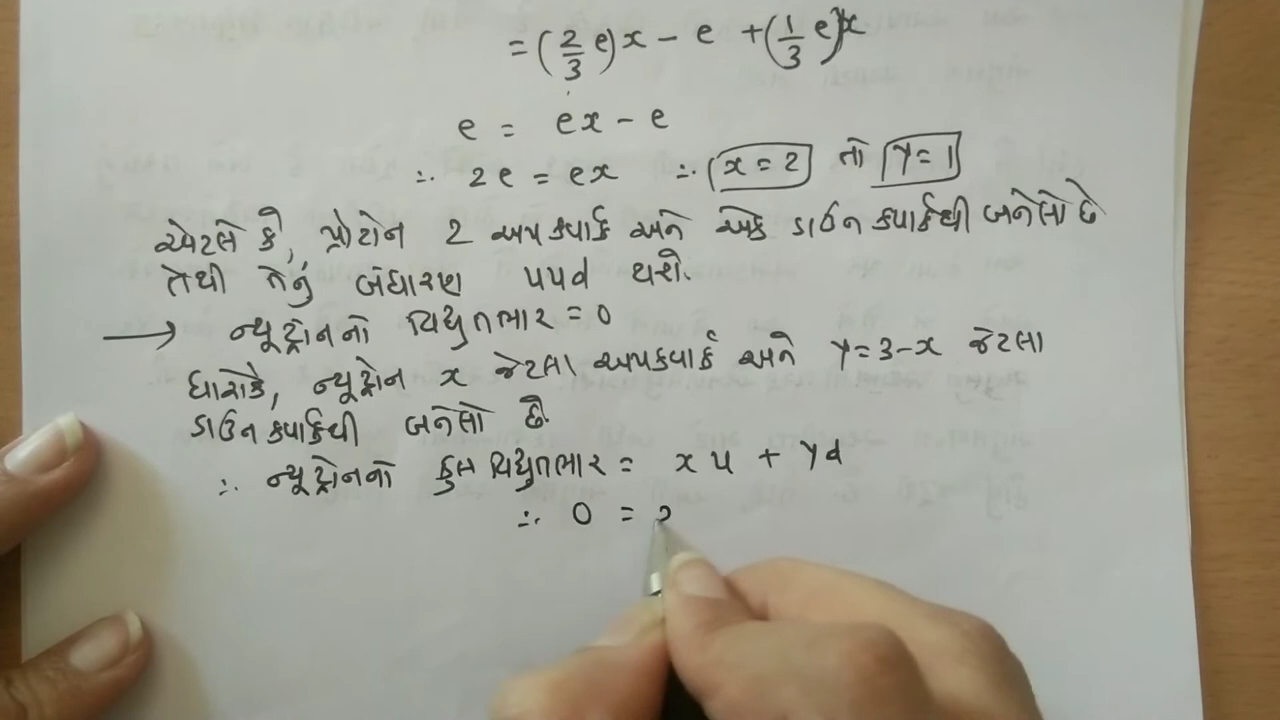 = (2/3 e)x - e + (1/3 e)x
e = ex - e
∴ 2e = ex ∴ x = 2 તો y = 1
એટલે કે, પ્રોટોન 2 અપ ક્વાર્ક અને એક ડાઉન ક્વાર્કથી બનેલો છે
તેથી તેનું બંધારણ uud થશે.
→ ન્યૂટ્રોનનો વિદ્યુતભાર = 0
ધારોકે, ન્યૂટ્રોન x જેટલા અપક્વાર્ક અને y = 3-x જેટલા
ડાઉન ક્વાર્કથી બનેલો છે
∴ ન્યૂટ્રોનનો કુલ વિદ્યુતભાર = xu + yd
∴ 0 =